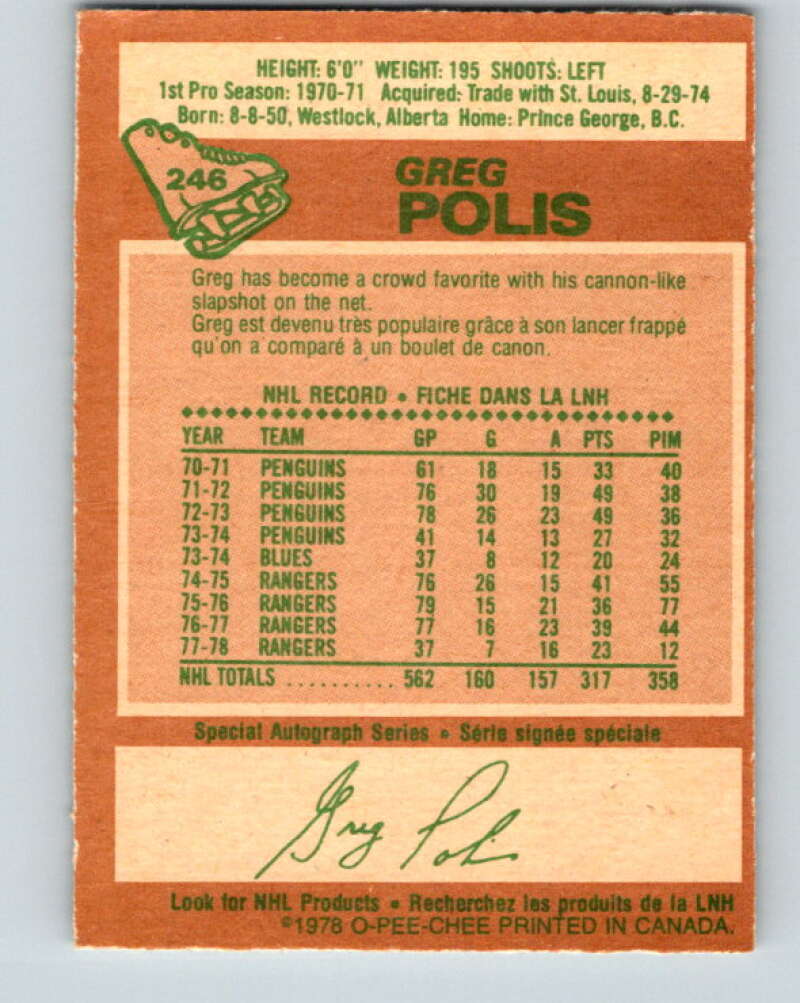 HEIGHT: 6'0" WEIGHT: 195 SHOOTS: LEFT
1st Pro Season: 1970-71 Acquired: Trade with St. Louis, 8-29-74
Born: 8-8-50, Westlock, Alberta Home: Prince George, B.C.
246
GREG
POLIS
Greg has become a crowd favorite with his cannon-like
slapshot on the net.
Greg est devenu très populaire grâce à son lancer frappé
qu'on a comparé à un boulet de canon.
NHL RECORD • FICHE DANS LA LNH
YEAR TEAM GP G A PTS PIM
70-71 PENGUINS 61 18 15 33 40
71-72 PENGUINS 76 30 19 49 38
72-73 PENGUINS 78 26 23 49 36
73-74 PENGUINS 41 14 13 27 32
73-74 BLUES 37 8 12 20 24
74-75 RANGERS 76 26 15 41 55
75-76 RANGERS 79 15 21 36 77
76-77 RANGERS 77 16 23 39 44
77-78 RANGERS 37 7 16 23 12
NHL TOTALS .......... 562 160 157 317 358
Special Autograph Series • Série signée spéciale
Greg Polis
Look for NHL Products • Recherchez les produits de la LNH
©1978 O-PEE-CHEE PRINTED IN CANADA.